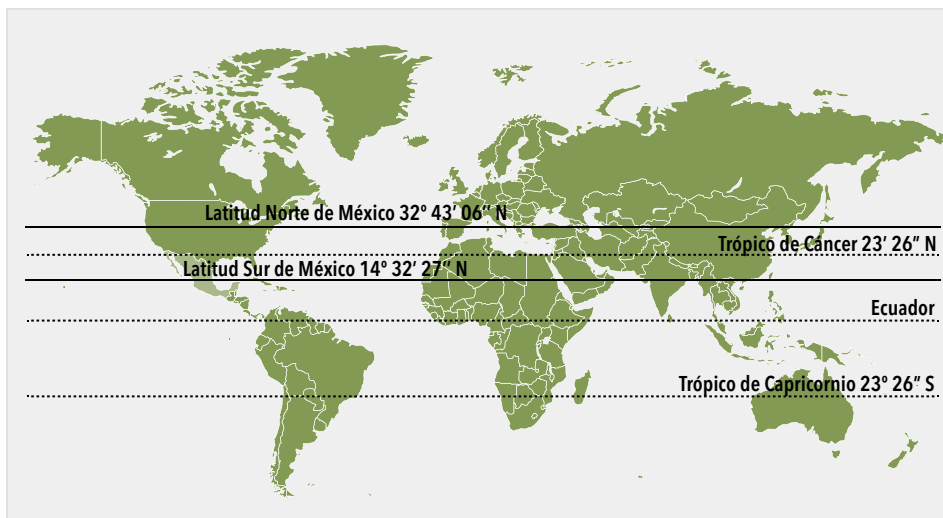 Latitud Norte de México 32º 43’ 06’’ N
Trópico de Cáncer 23’ 26” N
Latitud Sur de México 14º 32’ 27’’ N
Ecuador
Trópico de Capricornio 23º 26” S